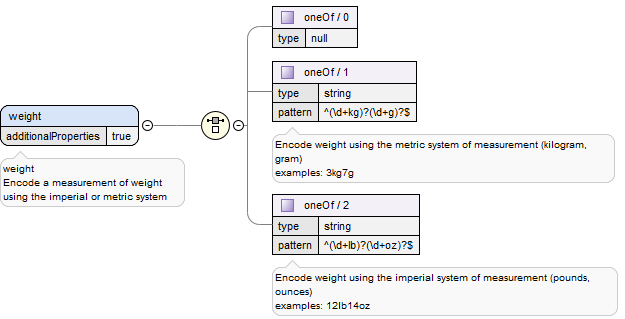 oneOf / 0
type null
oneOf / 1
type string
pattern ^(\d+kg)?(\d+g)?$
Encode weight using the metric system of measurement (kilogram,
gram)
examples: 3kg7g
weight
additionalProperties true
weight
Encode a measurement of weight
using the imperial or metric system
oneOf / 2
type string
pattern ^(\d+lb)?(\d+oz)?$
Encode weight using the imperial system of measurement (pounds,
ounces)
examples: 12lb14oz